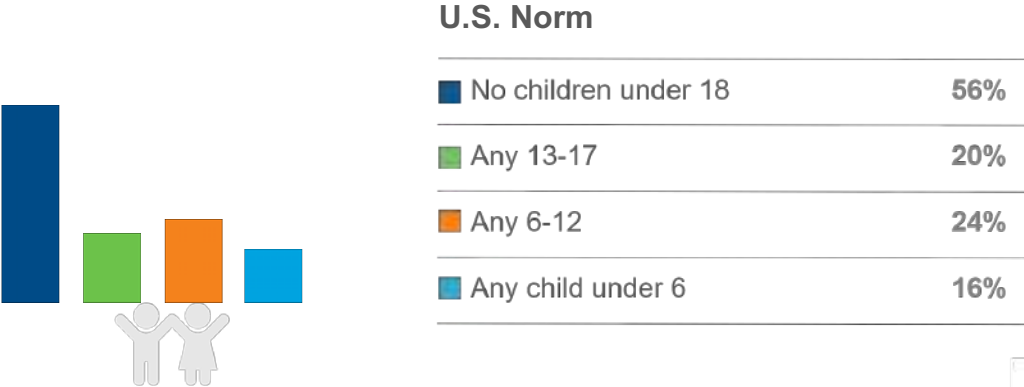 U.S. Norm
No children under 18 56%
Any 13-17 20%
Any 6-12 24%
Any child under 6 16%